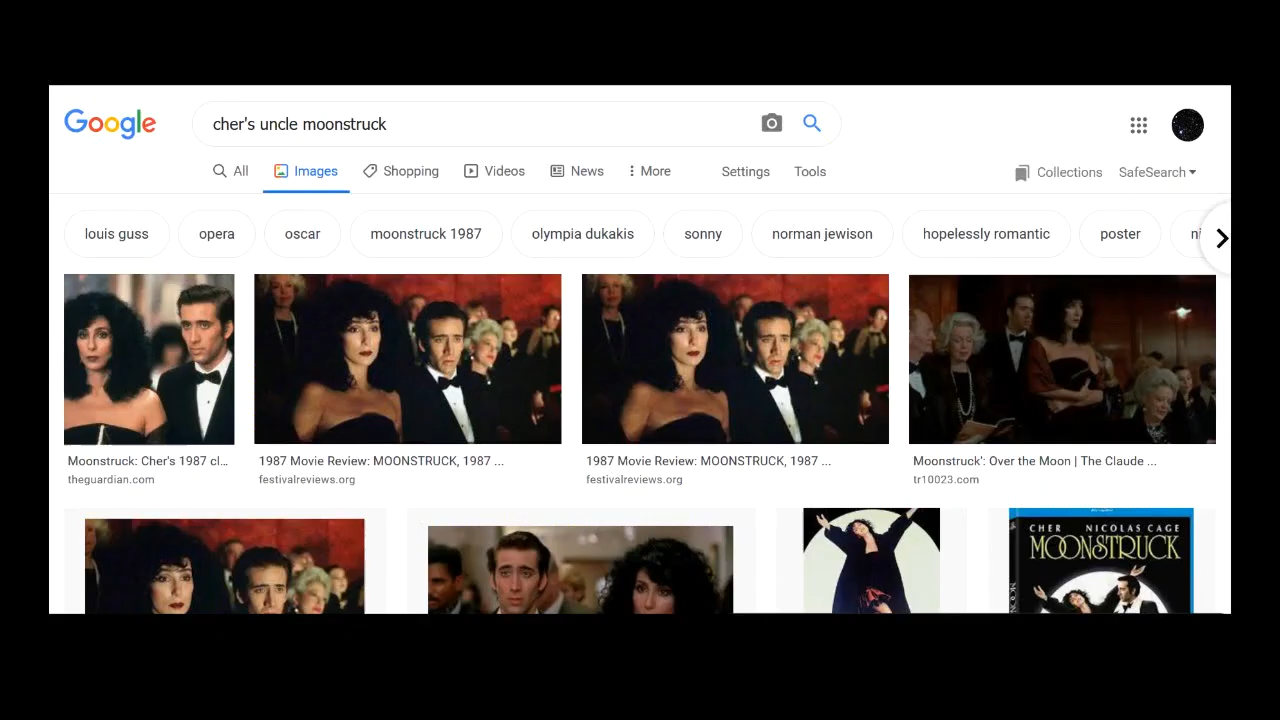 Google
cher's uncle moonstruck
All Images Shopping Videos News More Settings Tools Collections SafeSearch
louis guss opera oscar moonstruck 1987 olympia dukakis sonny norman jewison hopelessly romantic poster
Moonstruck: Cher's 1987 cl... 1987 Movie Review: MOONSTRUCK, 1987 ... 1987 Movie Review: MOONSTRUCK, 1987 ... Moonstruck': Over the Moon | The Claude ...
theguardian.com festivalreviews.org festivalreviews.org tr10023.com
CHER NICOLAS CAGE
MOONSTRUCK